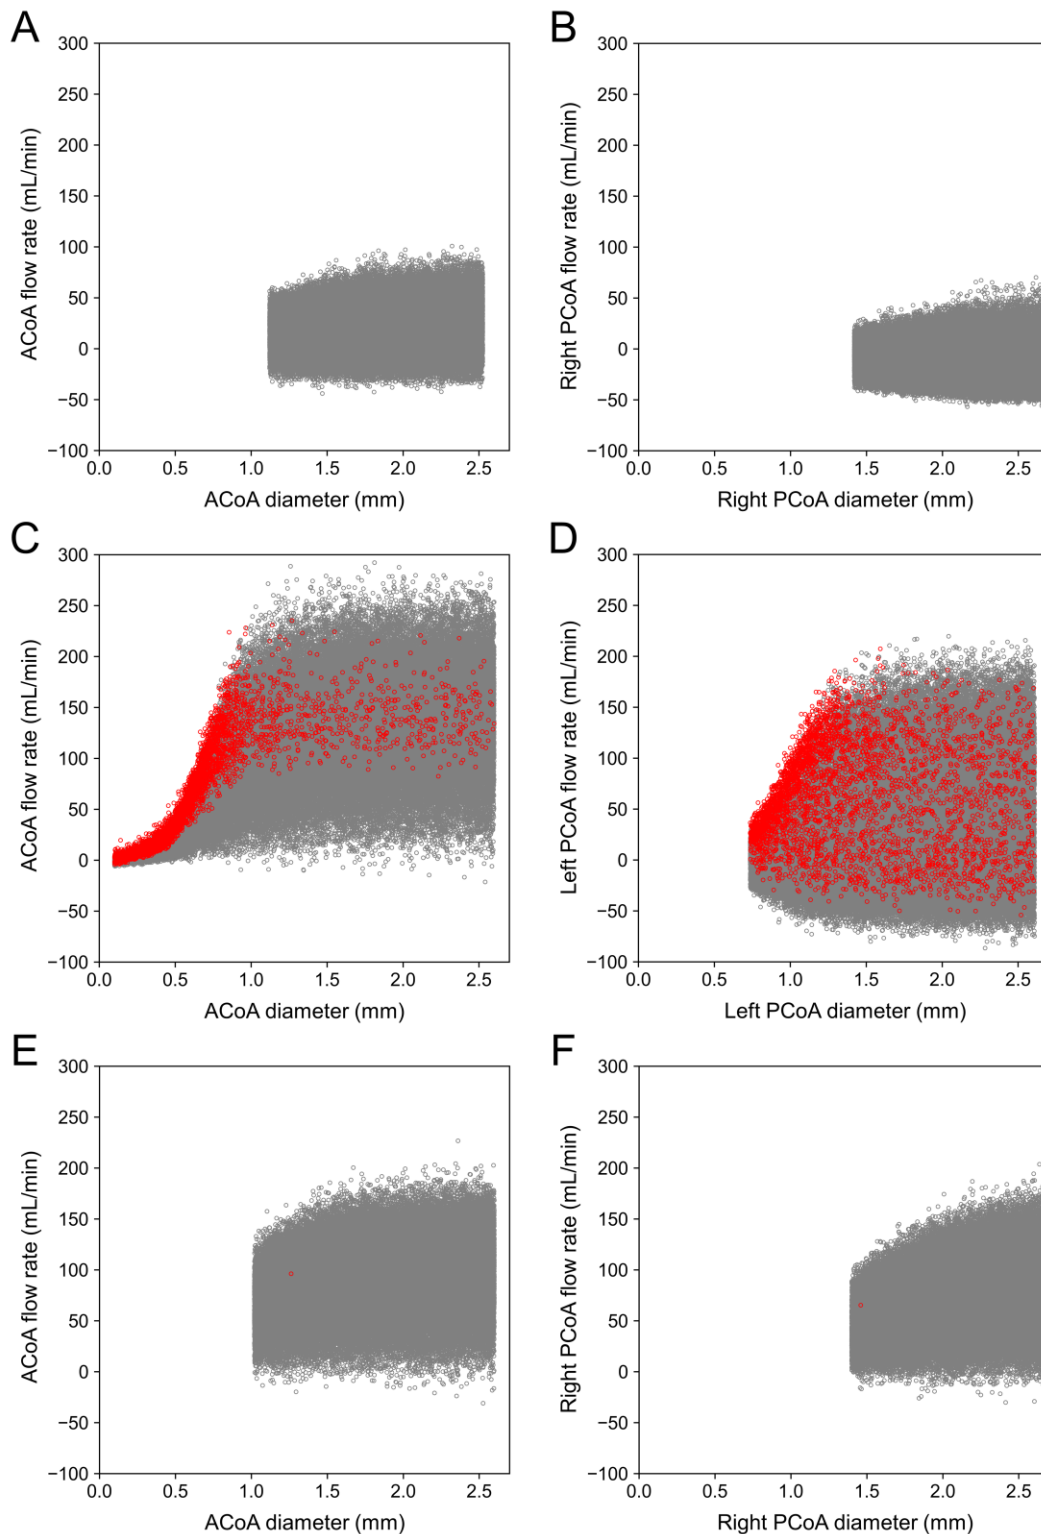 A
B
300
250
200
150
100
50
0
−50
−100
0.0 0.5 1.0 1.5 2.0 2.5
ACoA flow rate (mL/min)
ACoA diameter (mm)
300
250
200
150
100
50
0
−50
−100
0.0 0.5 1.0 1.5 2.0 2.5
Right PCoA flow rate (mL/min)
Right PCoA diameter (mm)
C
D
300
250
200
150
100
50
0
−50
−100
0.0 0.5 1.0 1.5 2.0 2.5
ACoA flow rate (mL/min)
ACoA diameter (mm)
300
250
200
150
100
50
0
−50
−100
0.0 0.5 1.0 1.5 2.0 2.5
Left PCoA flow rate (mL/min)
Left PCoA diameter (mm)
E
F
300
250
200
150
100
50
0
−50
−100
0.0 0.5 1.0 1.5 2.0 2.5
ACoA flow rate (mL/min)
ACoA diameter (mm)
300
250
200
150
100
50
0
−50
−100
0.0 0.5 1.0 1.5 2.0 2.5
Right PCoA flow rate (mL/min)
Right PCoA diameter (mm)